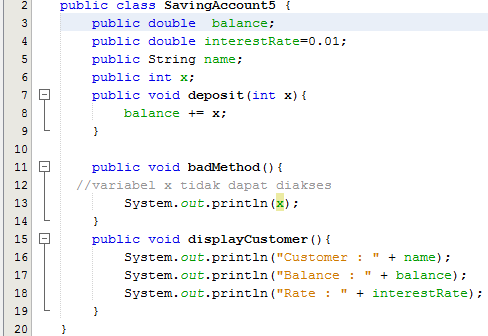 2 public class SavingAccount5 {
3 public double  balance;
4 public double interestRate=0.01;
5 public String name;
6 public int x;
7 public void deposit(int x){
8 balance += x;
9 }
10
11 public void badMethod(){
12 //variabel x tidak dapat diakses
13 System.out.println(x);
14 }
15 public void displayCustomer(){
16 System.out.println("Customer : " + name);
17 System.out.println("Balance : " + balance);
18 System.out.println("Rate : " + interestRate);
19 }
20 }